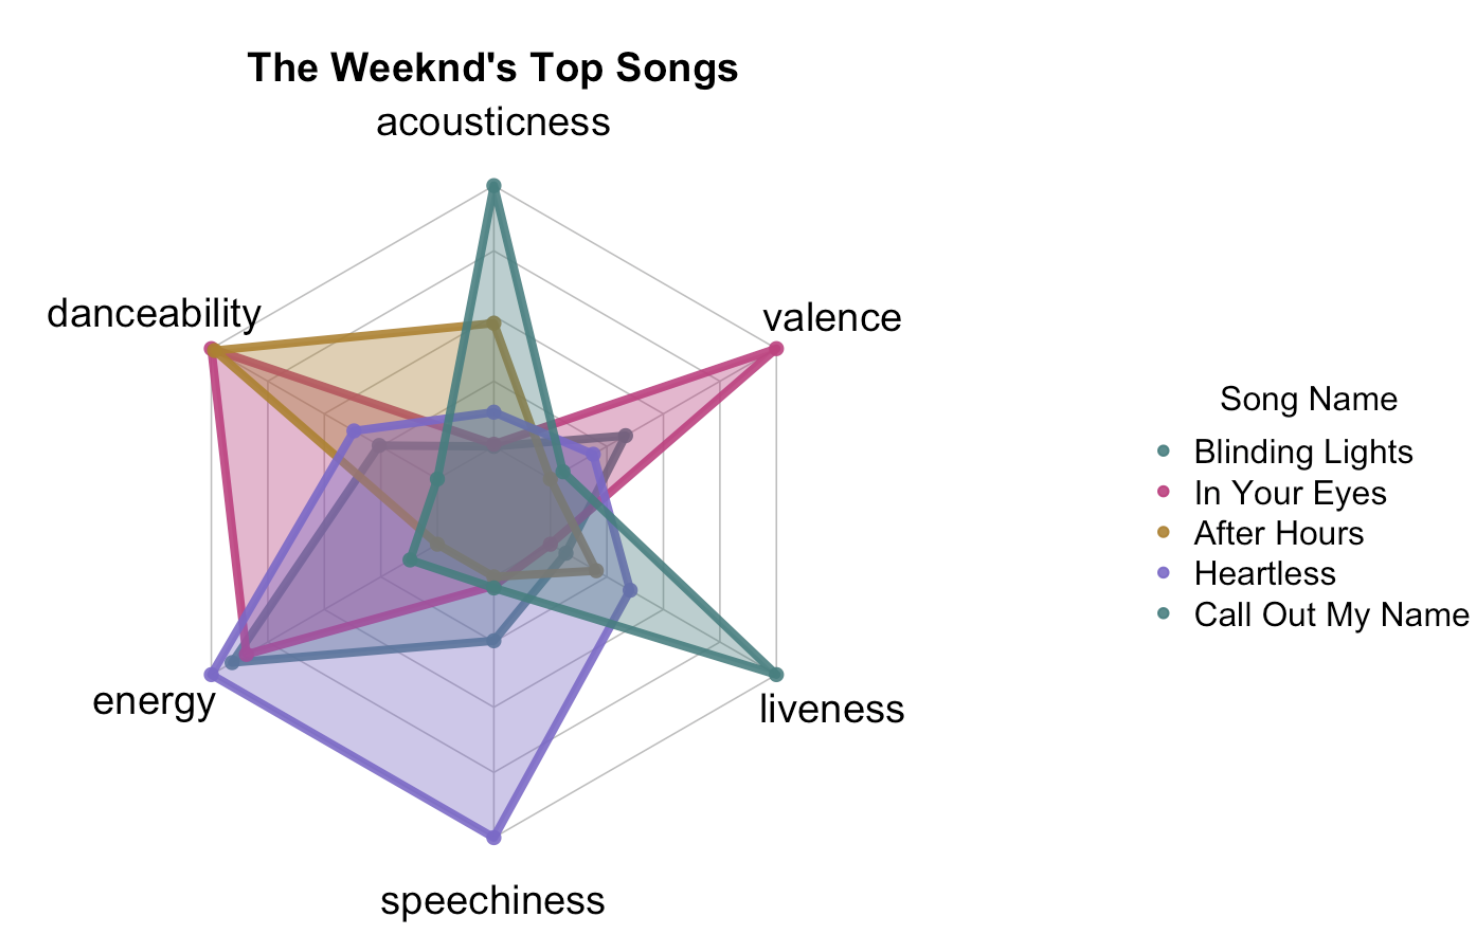 The Weeknd's Top Songs
acousticness
danceability
valence
energy
liveness
speechiness
Song Name
Blinding Lights
In Your Eyes
After Hours
Heartless
Call Out My Name